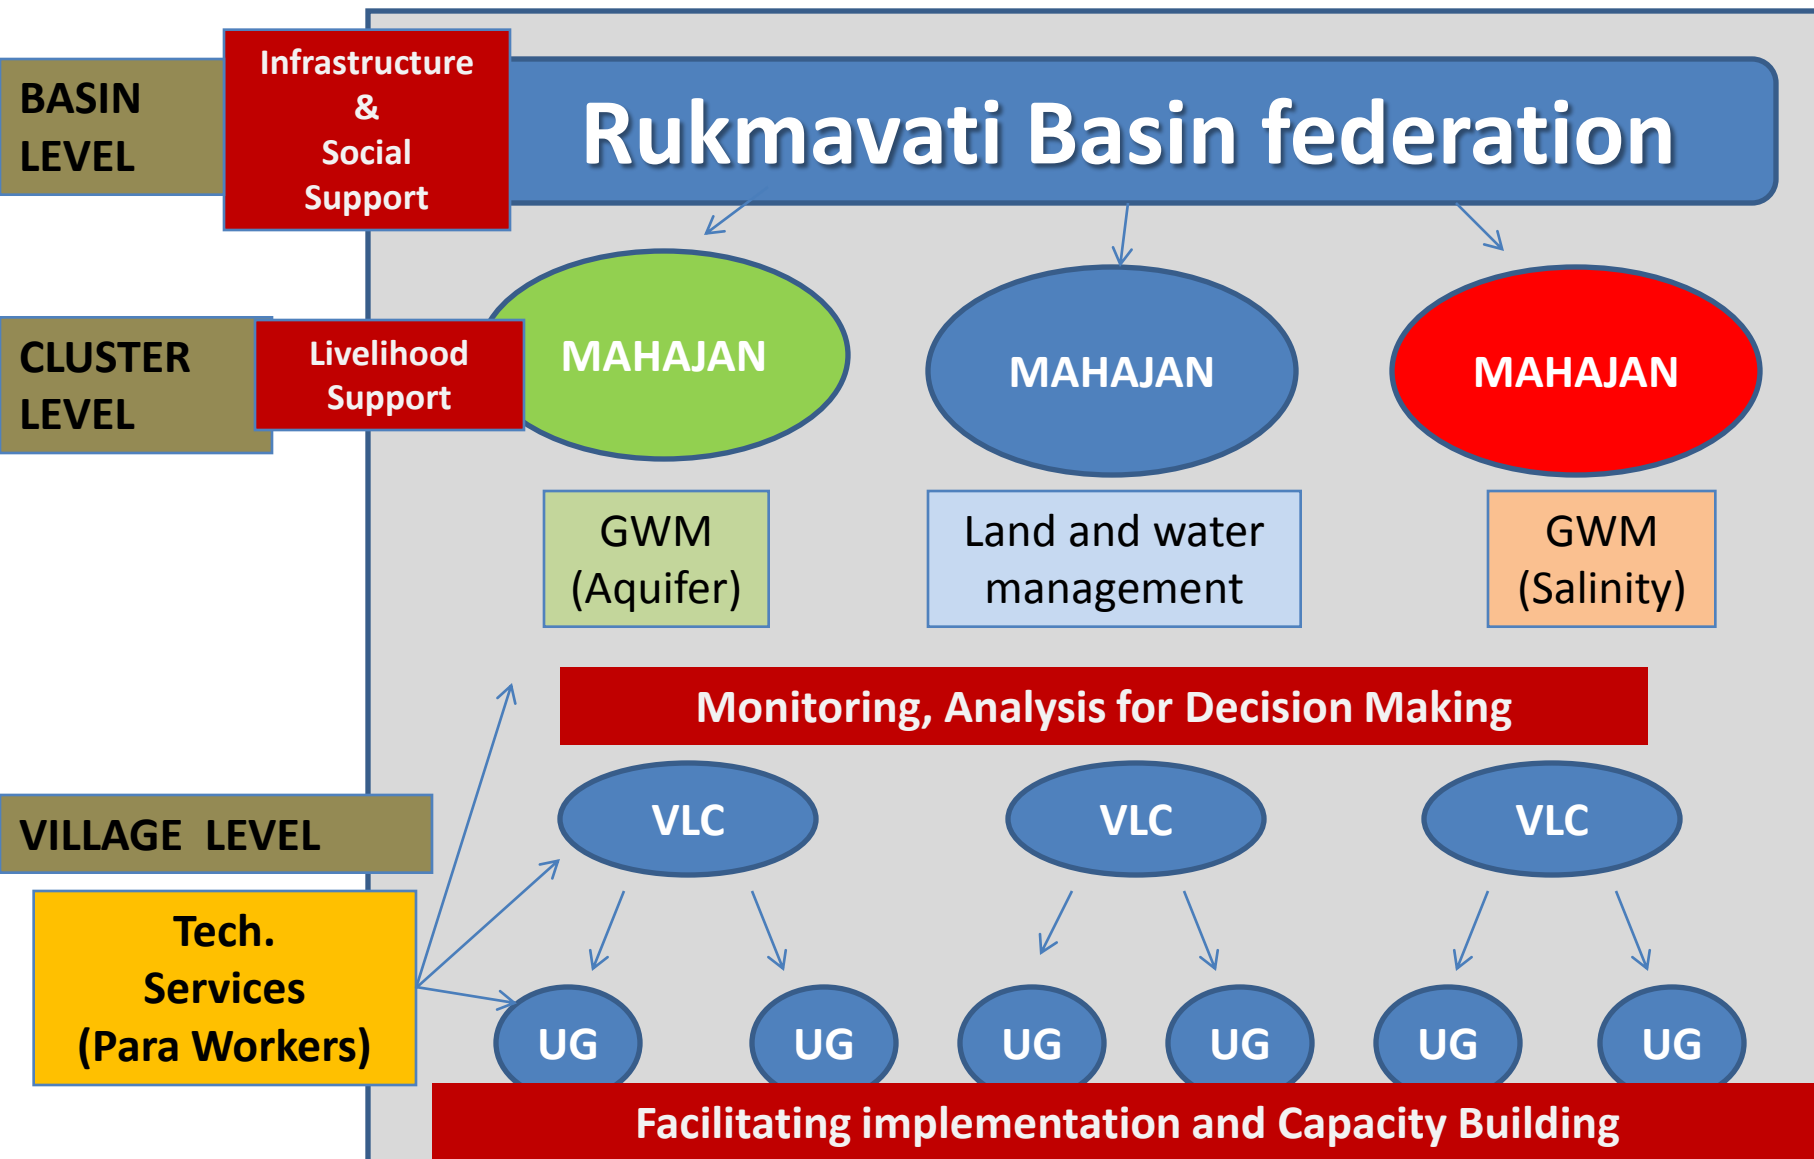 BASIN
LEVEL
Infrastructure
&
Social
Support
Rukmavati Basin federation
CLUSTER
LEVEL
Livelihood
Support
MAHAJAN
MAHAJAN
MAHAJAN
GWM
(Aquifer)
Land and water
management
GWM
(Salinity)
Monitoring, Analysis for Decision Making
VILLAGE LEVEL
VLC
VLC
VLC
Tech.
Services
(Para Workers)
UG
UG
UG
UG
UG
UG
Facilitating implementation and Capacity Building